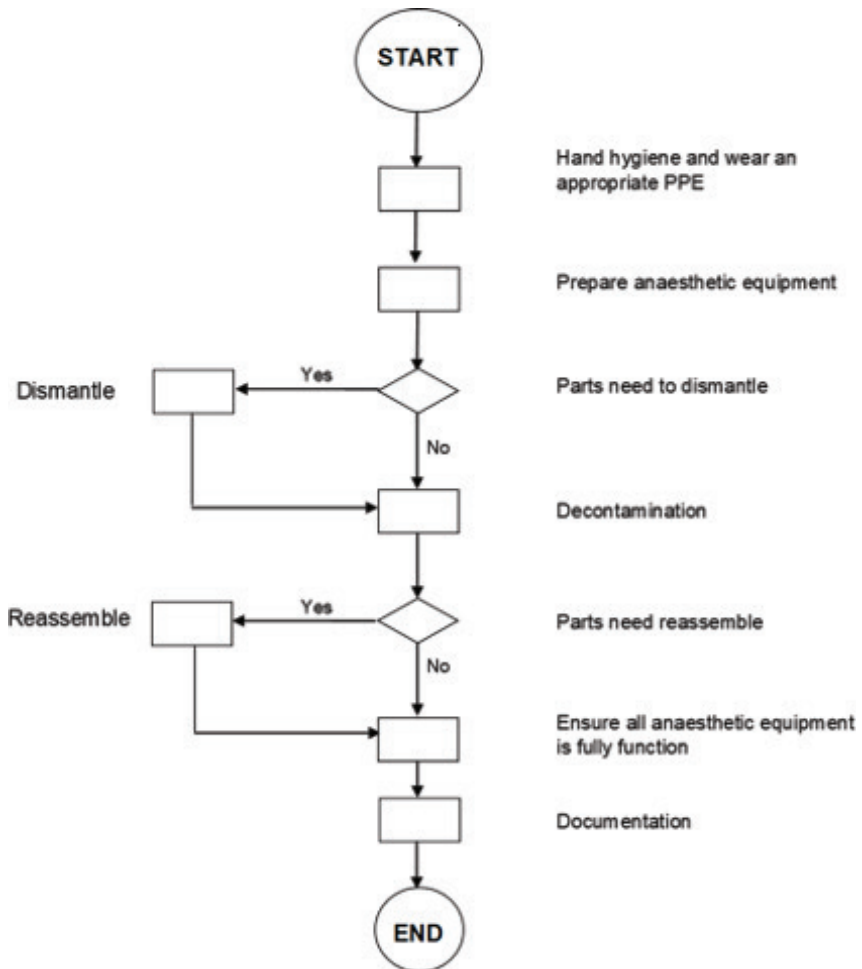 START
Hand hygiene and wear an
appropriate PPE
Prepare anaesthetic equipment
Dismantle
Yes
Parts need to dismantle
No
Decontamination
Reassemble
Yes
Parts need reassemble
No
Ensure all anaesthetic equipment
is fully function
Documentation
END